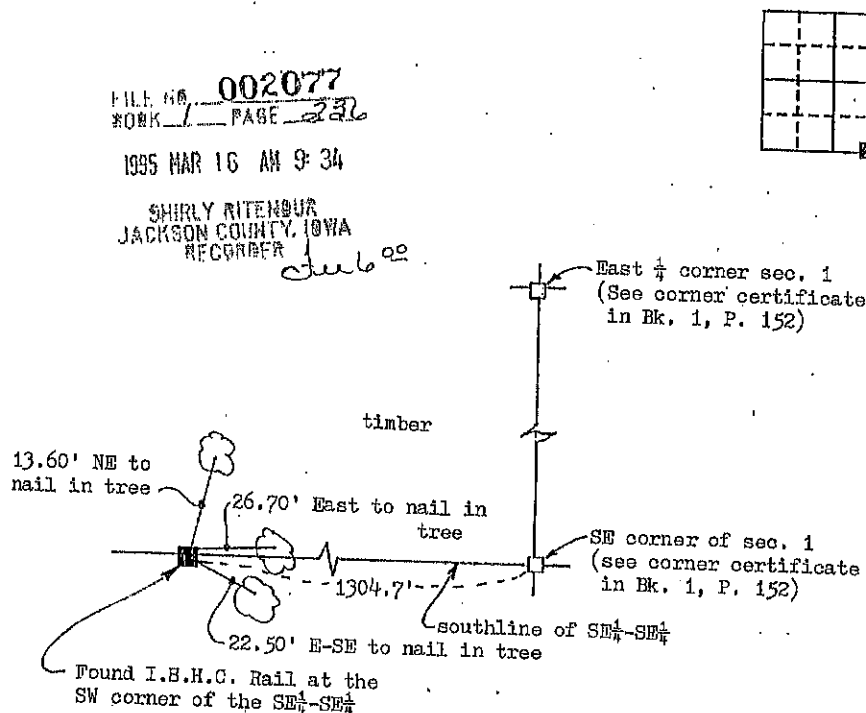 FILE NO. 002077
BOOK 1 PAGE 236
1995 MAR 16 AM 9:34
SHIRLY RITENOUR
JACKSON COUNTY, IOWA
RECORDER
6 00
East 1/4 corner sec. 1
(See corner certificate
in Bk. 1, P. 152)
timber
13.60' NE to
nail in tree
26.70' East to nail in
tree
SE corner of sec. 1
(see corner certificate
in Bk. 1, P. 152)
1304.7'
southline of SE1/4-SE1/4
22.50' E-SE to nail in tree
Found I.S.H.C. Rail at the
SW corner of the SE1/4-SE1/4